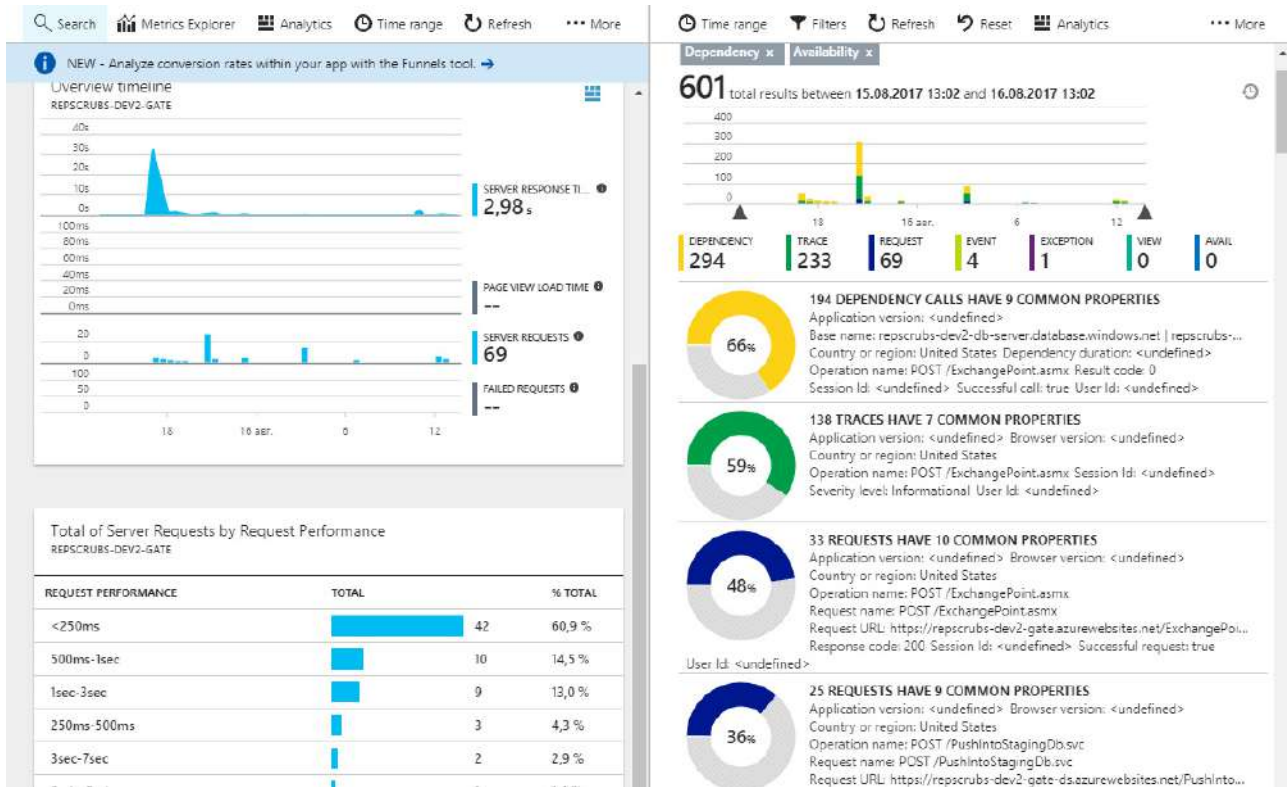 Search Metrics Explorer Analytics Time range Refresh ••• More
NEW - Analyze conversion rates within your app with the Funnels tool. →
Overview timeline
REPSCRUBS-DEV2-GATE
40s
30s
20s
10s
0s
SERVER RESPONSE TI...
2,98 s
100ms
80ms
60ms
40ms
20ms
0ms
PAGE VIEW LOAD TIME
--
20
0
SERVER REQUESTS
69
100
50
0
FAILED REQUESTS
--
18 16 авг. 6 12
Total of Server Requests by Request Performance
REPSCRUBS-DEV2-GATE
REQUEST PERFORMANCE TOTAL % TOTAL
<250ms 42 60,9 %
500ms-1sec 10 14,5 %
1sec-3sec 9 13,0 %
250ms-500ms 3 4,3 %
3sec-7sec 2 2,9 %
Time range Filters Refresh Reset Analytics ••• More
Dependency x Availability x
601 total results between 15.08.2017 13:02 and 16.08.2017 13:02
400
300
200
100
0
18 16 авг. 6 12
DEPENDENCY TRACE REQUEST EVENT EXCEPTION VIEW AVAIL
294 233 69 4 1 0 0
66%
194 DEPENDENCY CALLS HAVE 9 COMMON PROPERTIES
Application version: <undefined>
Base name: repscrubs-dev2-db-server.database.windows.net | repscrubs-...
Country or region: United States Dependency duration: <undefined>
Operation name: POST /ExchangePoint.asmx Result code: 0
Session Id: <undefined> Successful call: true User Id: <undefined>
59%
138 TRACES HAVE 7 COMMON PROPERTIES
Application version: <undefined> Browser version: <undefined>
Country or region: United States
Operation name: POST /ExchangePoint.asmx Session Id: <undefined>
Severity level: Informational User Id: <undefined>
48%
33 REQUESTS HAVE 10 COMMON PROPERTIES
Application version: <undefined> Browser version: <undefined>
Country or region: United States
Operation name: POST /ExchangePoint.asmx
Request name: POST /ExchangePoint.asmx
Request URL: https://repscrubs-dev2-gate.azurewebsites.net/ExchangePoi...
Response code: 200 Session Id: <undefined> Successful request: true
User Id: <undefined>
36%
25 REQUESTS HAVE 9 COMMON PROPERTIES
Application version: <undefined> Browser version: <undefined>
Country or region: United States
Operation name: POST /PushIntoStagingDb.svc
Request name: POST /PushIntoStagingDb.svc
Request URL: https://repscrubs-dev2-gate-ds.azurewebsites.net/PushInto...